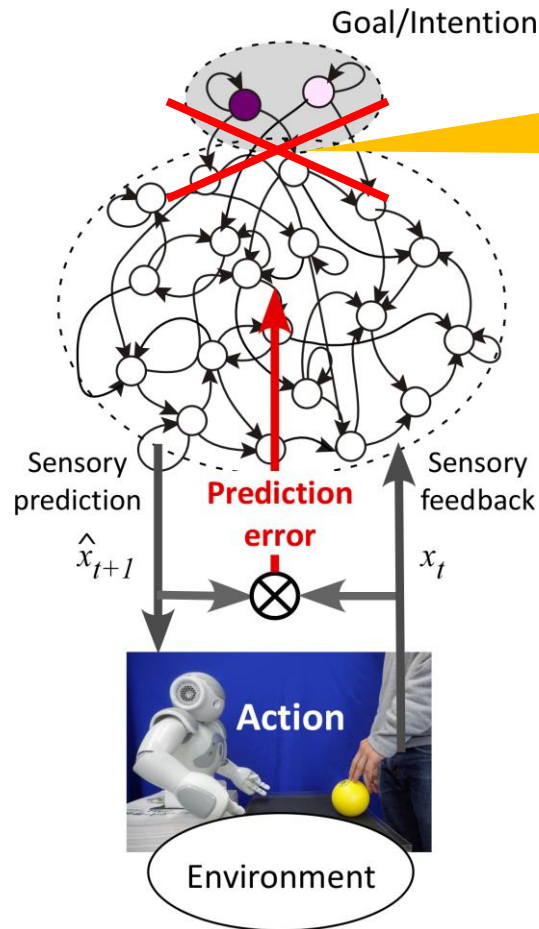 Goal/Intention
Sensory
prediction
x̂t+1
Prediction
error
Sensory
feedback
xt
Action
Environment